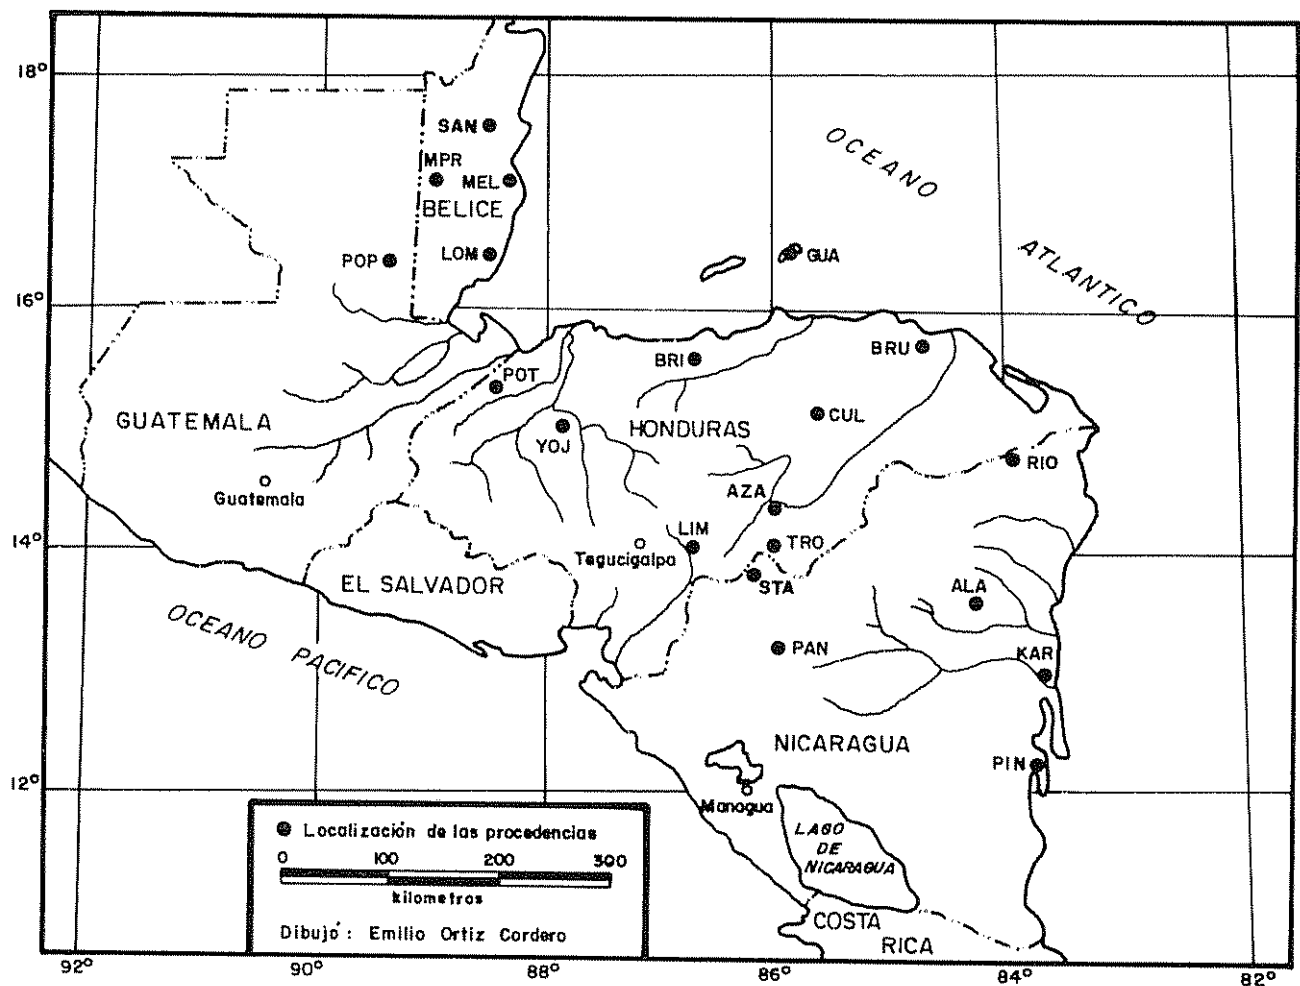 18°
SAN
MPR
MEL
BELICE
POP
LOM
OCEANO
ATLANTICO
GUA
16°
BRI
BRU
POT
GUATEMALA
YOJ
HONDURAS
CUL
RIO
Guatemala
AZA
LIM
TRO
14°
Tegucigalpa
EL SALVADOR
STA
ALA
OCEANO PACIFICO
PAN
KAR
NICARAGUA
PIN
12°
Managua
LAGO
DE
NICARAGUA
Localización de las procedencias
0 100 200 300
kilometros
Dibujó: Emilio Ortiz Cordero
COSTA
RICA
92° 90° 88° 86° 84° 82°